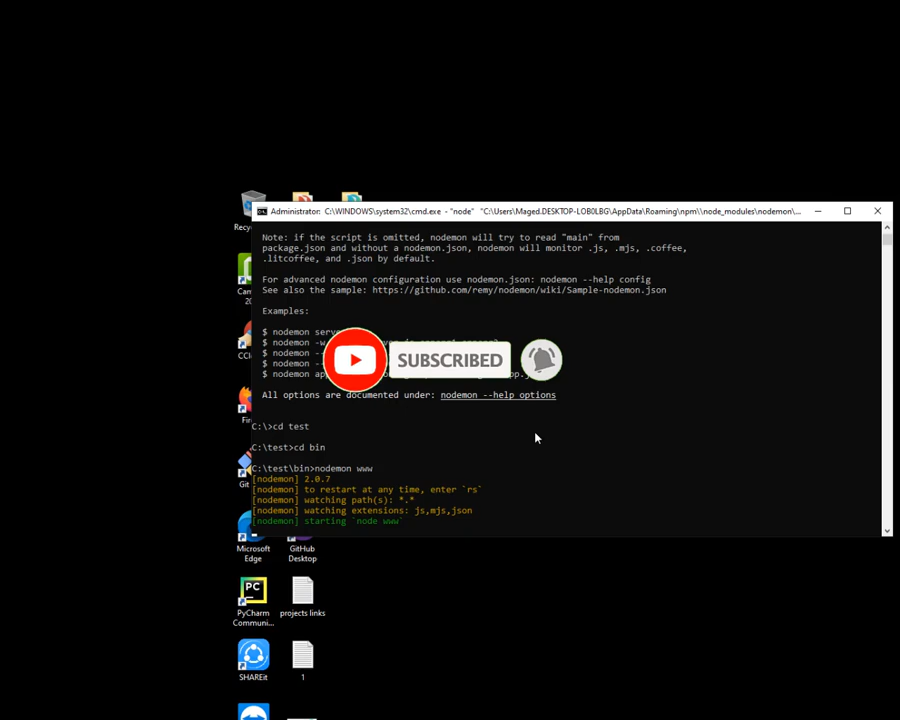 Administrator: C:\WINDOWS\system32\cmd.exe - "node" "C:\Users\Maged.DESKTOP-LOB0LBG\AppData\Roaming\npm\\node_modules\nodemon/...
Note: if the script is omitted, nodemon will try to read "main" from
package.json and without a nodemon.json, nodemon will monitor .js, .mjs, .coffee,
.litcoffee, and .json by default.
For advanced nodemon configuration use nodemon.json: nodemon --help config
See also the sample: https://github.com/remy/nodemon/wiki/Sample-nodemon.json
Examples:
$ nodemon
$ nodemon -w
$ nodemon
$ nodemon
$ nodemon
SUBSCRIBED
All options are documented under: nodemon --help options
C:\>cd test
C:\test>cd bin
C:\test\bin>nodemon www
[nodemon] 2.0.7
[nodemon] to restart at any time, enter `rs`
[nodemon] watching path(s): *.*
[nodemon] watching extensions: js,mjs,json
[nodemon] starting `node www`
Microsoft
Edge
GitHub
Desktop
PC
PyCharm
Communi...
projects links
SHAREit
1